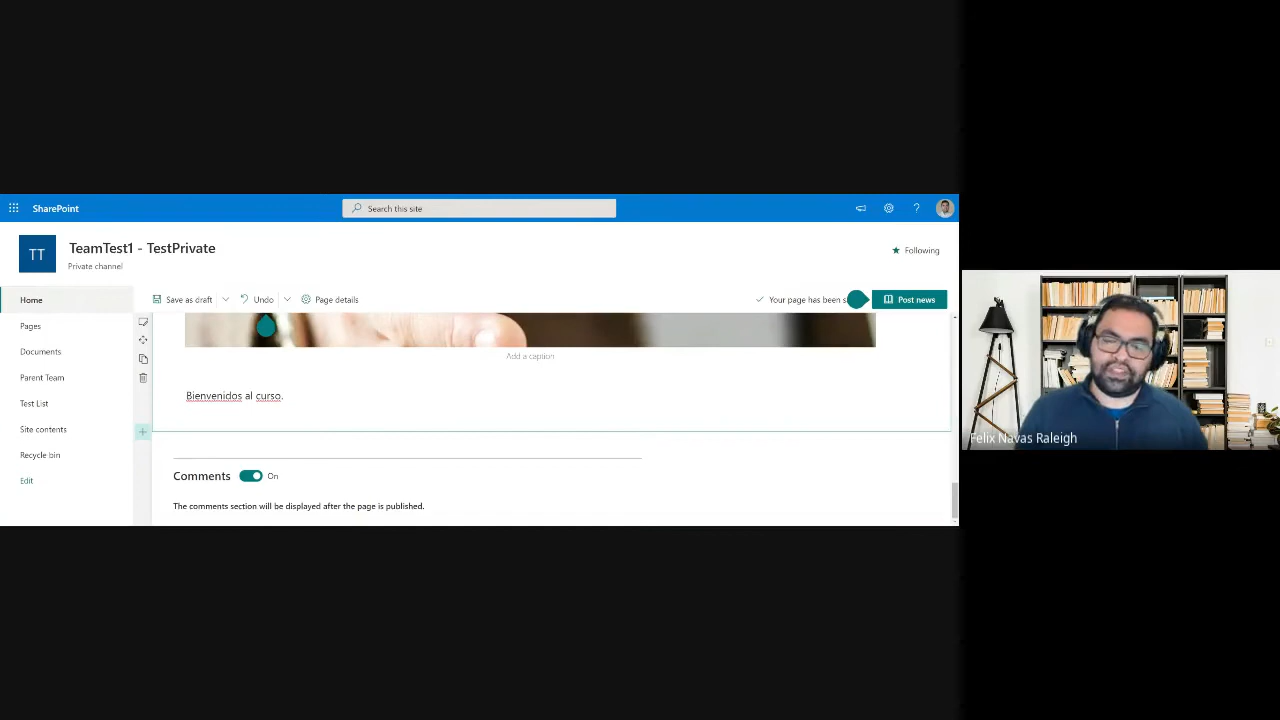 SharePoint
Search this site
?
TT
TeamTest1 - TestPrivate
Private channel
Following
Home
Pages
Documents
Parent Team
Test List
Site contents
Recycle bin
Edit
Save as draft
Undo
Page details
Your page has been s
Post news
Add a caption
Bienvenidos al curso.
Comments
On
The comments section will be displayed after the page is published.
Felix Navas Raleigh